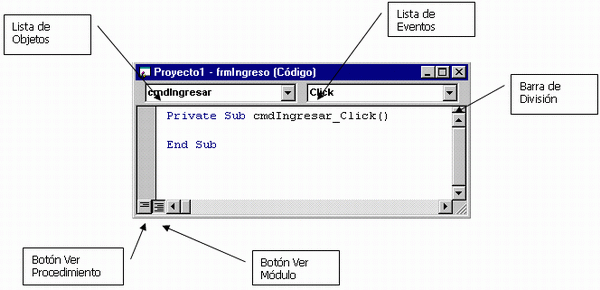 Lista de
Objetos
Lista de
Eventos
Proyecto1 - frmIngreso (Código)
cmdIngresar
Click
Barra de
División
Private Sub cmdIngresar_Click()
End Sub
Botón Ver
Procedimiento
Botón Ver
Módulo